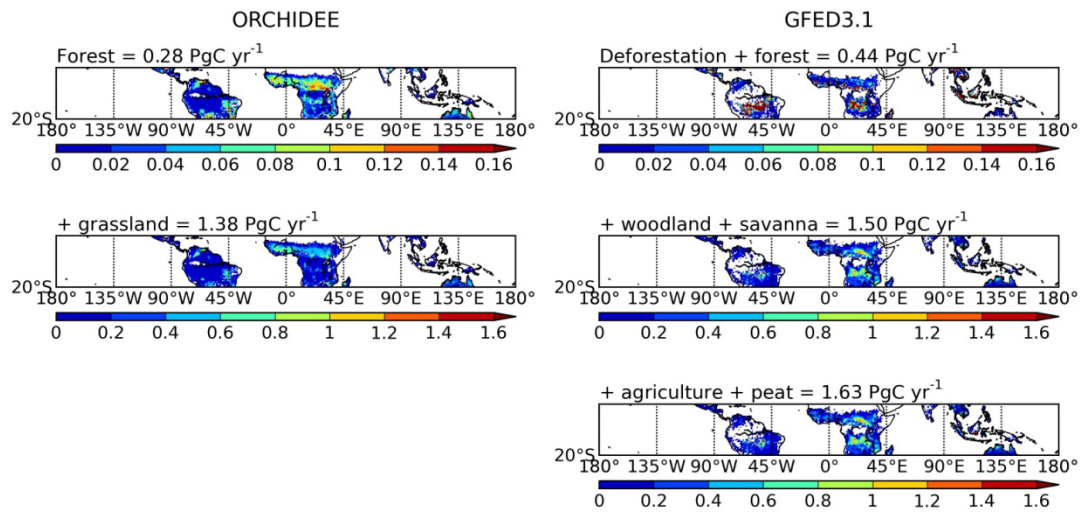 ORCHIDEE
GFED3.1
Forest = 0.28 PgC yr-1
Deforestation + forest = 0.44 PgC yr-1
20°S
180° 135°W 90°W 45°W 0° 45°E 90°E 135°E 180°
0 0.02 0.04 0.06 0.08 0.1 0.12 0.14 0.16
20°S
180° 135°W 90°W 45°W 0° 45°E 90°E 135°E 180°
0 0.02 0.04 0.06 0.08 0.1 0.12 0.14 0.16
+ grassland = 1.38 PgC yr-1
+ woodland + savanna = 1.50 PgC yr-1
20°S
180° 135°W 90°W 45°W 0° 45°E 90°E 135°E 180°
0 0.2 0.4 0.6 0.8 1 1.2 1.4 1.6
20°S
180° 135°W 90°W 45°W 0° 45°E 90°E 135°E 180°
0 0.2 0.4 0.6 0.8 1 1.2 1.4 1.6
+ agriculture + peat = 1.63 PgC yr-1
20°S
180° 135°W 90°W 45°W 0° 45°E 90°E 135°E 180°
0 0.2 0.4 0.6 0.8 1 1.2 1.4 1.6